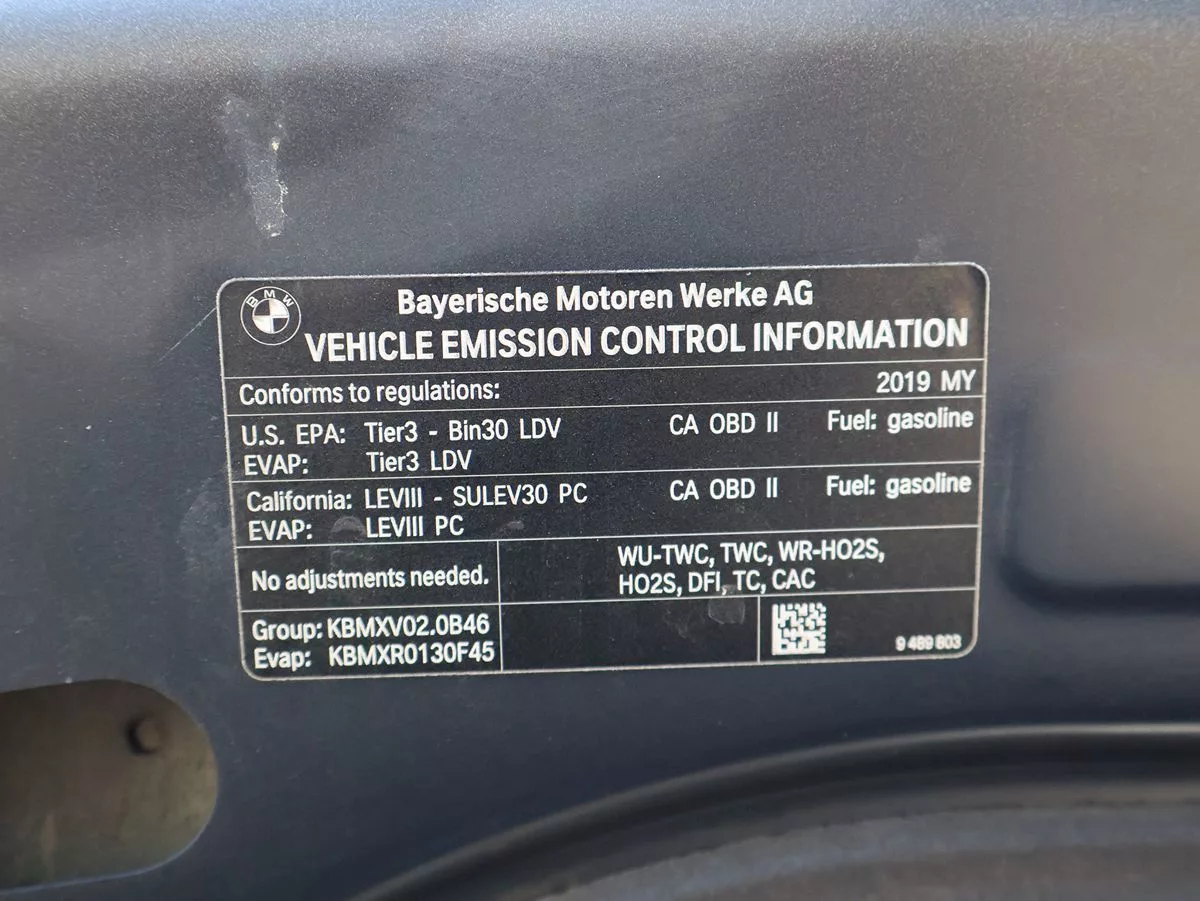 BMW
Bayerische Motoren Werke AG
VEHICLE EMISSION CONTROL INFORMATION
Conforms to regulations: 2019 MY
U.S. EPA: Tier3 - Bin30 LDV CA OBD II Fuel: gasoline
EVAP: Tier3 LDV
California: LEVIII - SULEV30 PC CA OBD II Fuel: gasoline
EVAP: LEVIII PC
No adjustments needed.
WU-TWC, TWC, WR-HO2S,
HO2S, DFI, TC, CAC
Group: KBMXV02.0B46
Evap: KBMXR0130F45
9 489 803